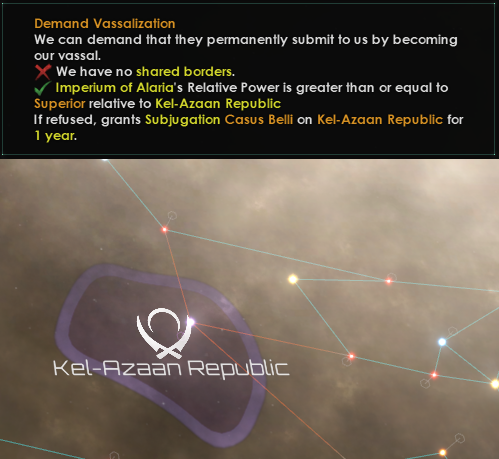 Demand Vassalization
We can demand that they permanently submit to us by becoming
our vassal.
We have no shared borders.
Imperium of Alaria's Relative Power is greater than or equal to
Superior relative to Kel-Azaan Republic
If refused, grants Subjugation Casus Belli on Kel-Azaan Republic for
1 year.
Kel-Azaan Republic